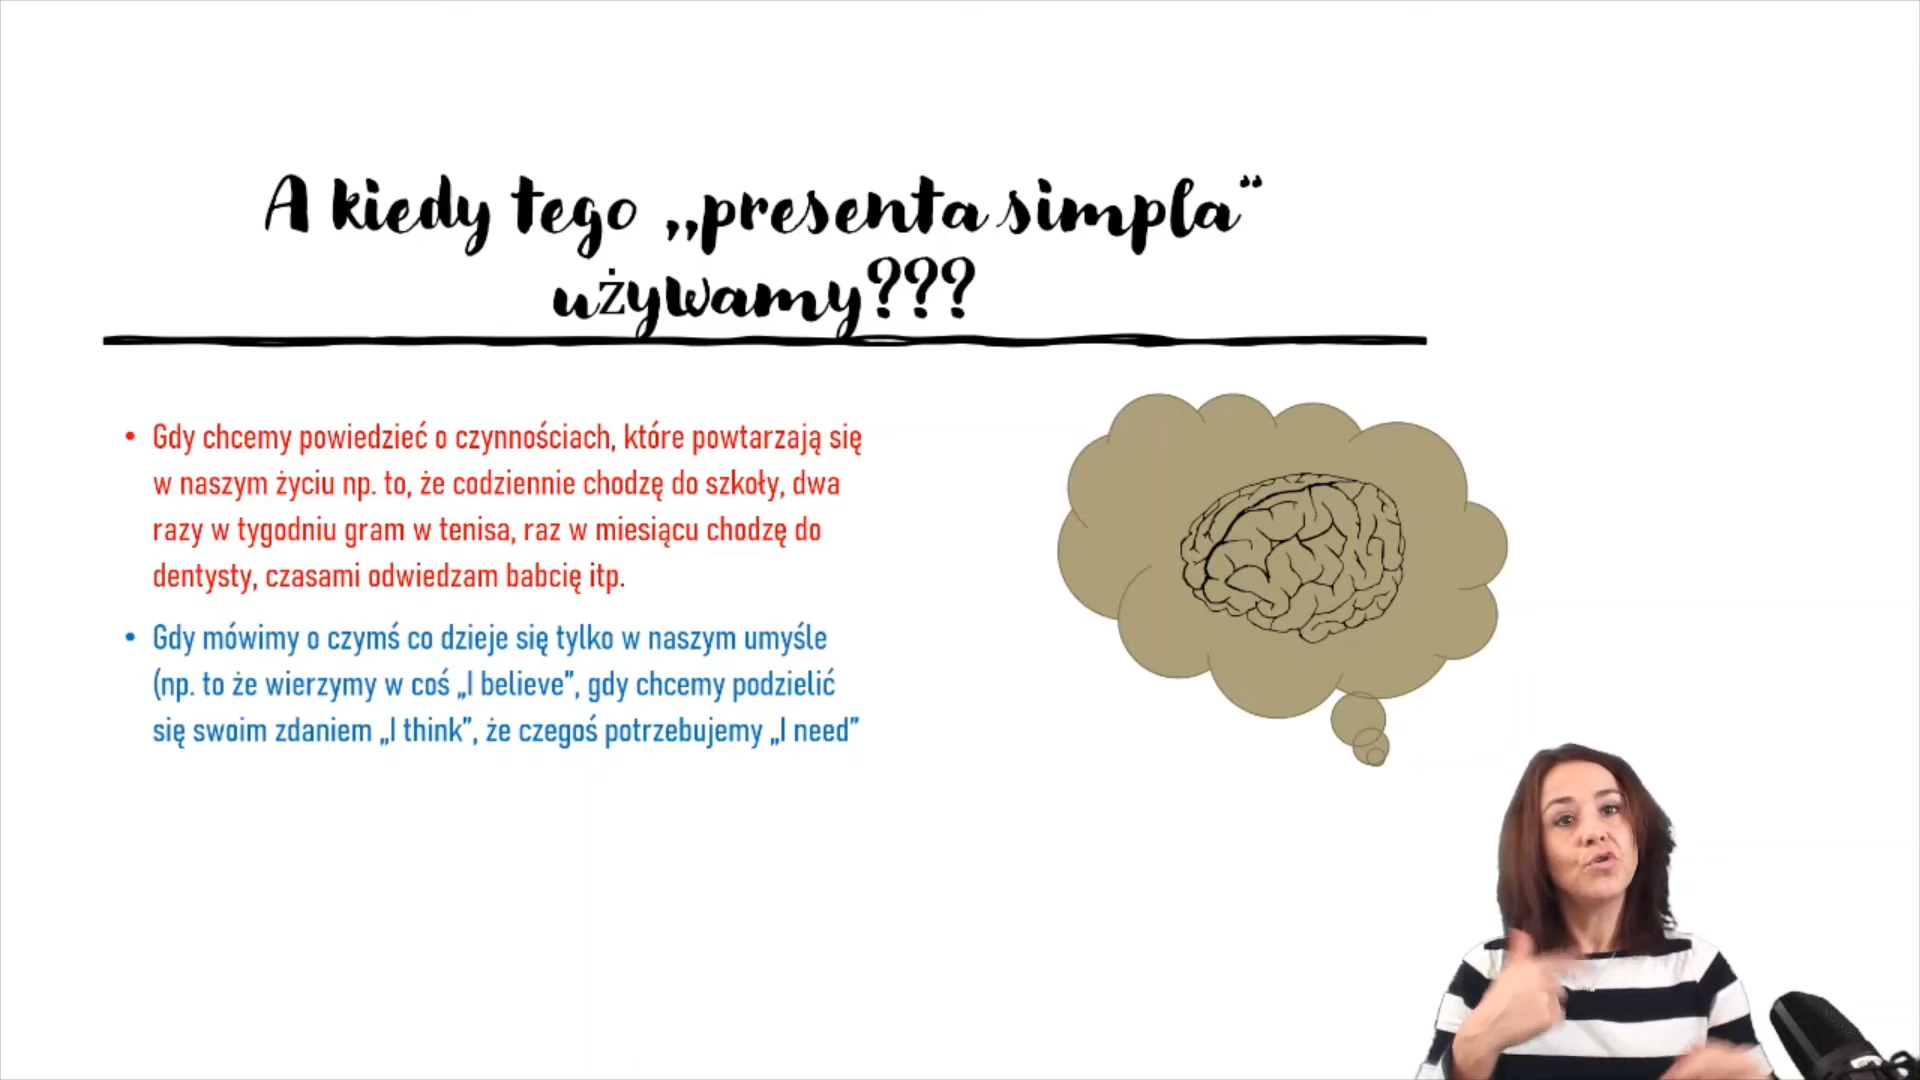 A kiedy tego „presenta simpla“
używamy???
• Gdy chcemy powiedzieć o czynnościach, które powtarzają się
w naszym życiu np. to, że codziennie chodzę do szkoły, dwa
razy w tygodniu gram w tenisa, raz w miesiącu chodzę do
dentysty, czasami odwiedzam babcię itp.
• Gdy mówimy o czymś co dzieje się tylko w naszym umyśle
(np. to że wierzymy w coś „I believe”, gdy chcemy podzielić
się swoim zdaniem „I think”, że czegoś potrzebujemy „I need”